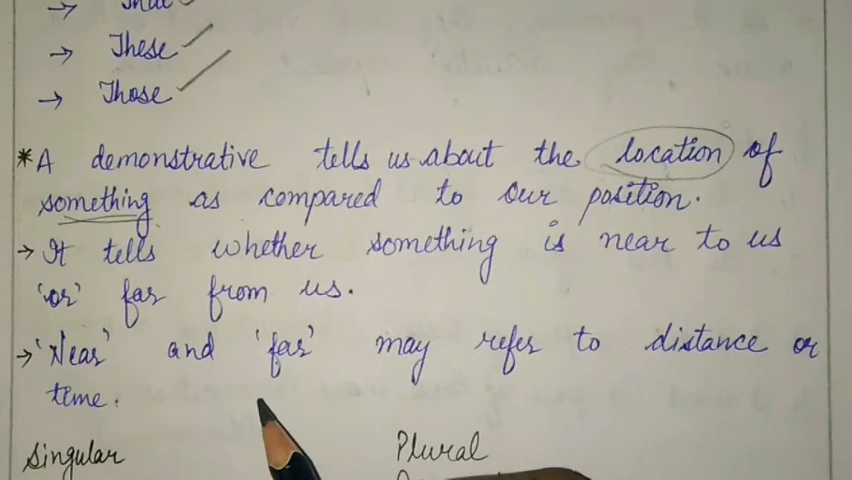 → That
→ These
→ Those
* A demonstrative tells us about the location of
something as compared to our position.
→ It tells whether something is near to us
'or' far from us.
→ 'Near' and 'far' may refer to distance or
time.
Singular Plural